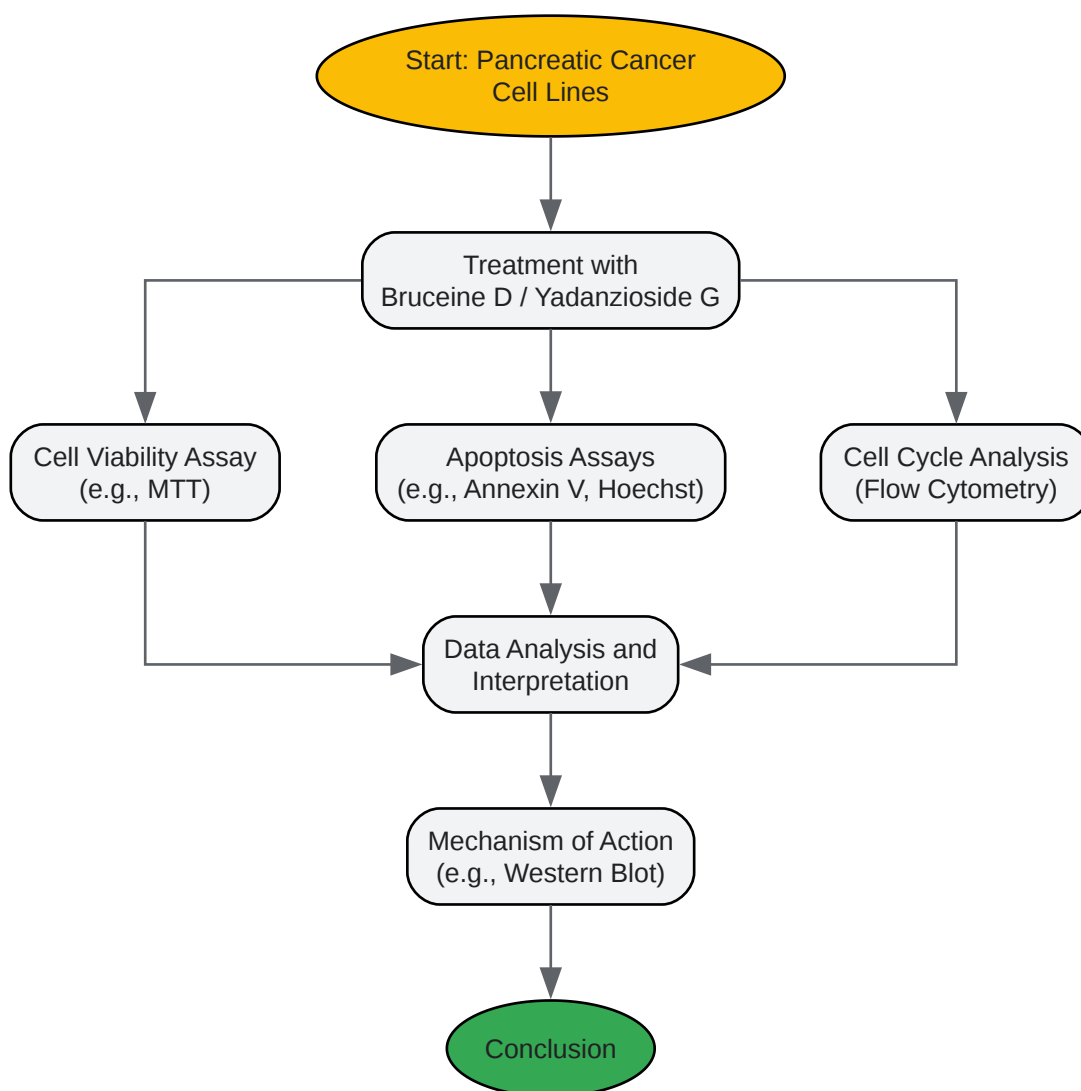 Start: Pancreatic Cancer
Cell Lines
Treatment with
Bruceine D / Yadanzioside G
Cell Viability Assay
(e.g., MTT)
Apoptosis Assays
(e.g., Annexin V, Hoechst)
Cell Cycle Analysis
(Flow Cytometry)
Data Analysis and
Interpretation
Mechanism of Action
(e.g., Western Blot)
Conclusion